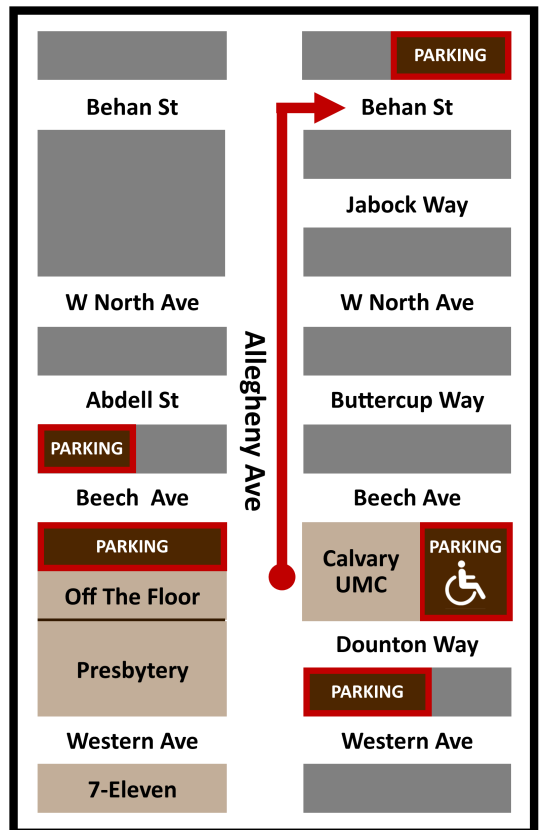 PARKING
Behan St
Behan St
Jabock Way
W North Ave
W North Ave
Allegheny Ave
Abdell St
Buttercup Way
PARKING
Beech Ave
Beech Ave
PARKING
Calvary
UMC
PARKING
Off The Floor
Dounton Way
Presbytery
PARKING
Western Ave
Western Ave
7-Eleven